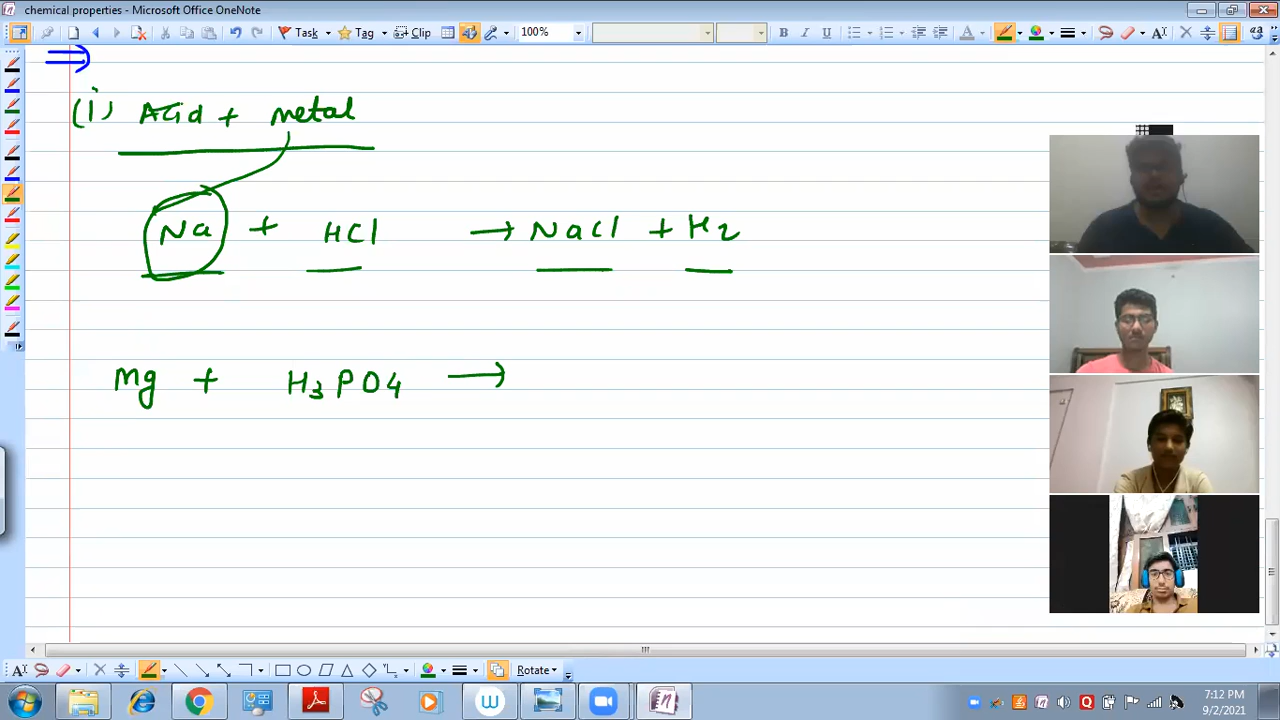 chemical properties - Microsoft Office OneNote
Task Tag Clip 100% B I U
(i) Acid + metal
Na + HCl → NaCl + H2
Mg + H3PO4 →
Rotate
7:12 PM
9/2/2021